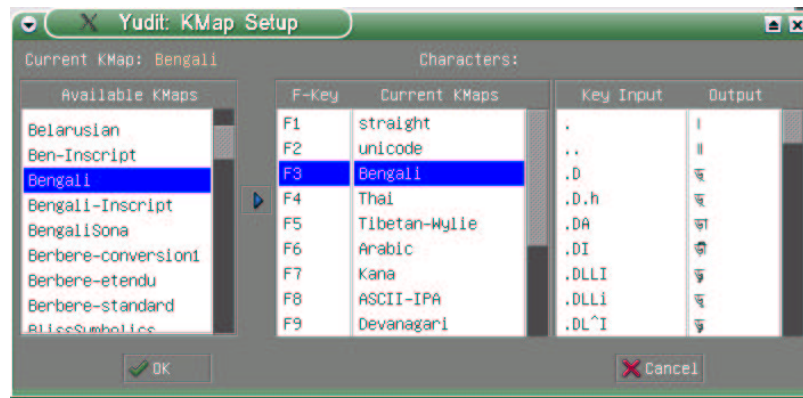 Yudit: KMap Setup
Current KMap: Bengali
Characters:
Available KMaps
Belarusian
Ben-Inscript
Bengali
Bengali-Inscript
BengaliSona
Berbere-conversion1
Berbere-etendu
Berbere-standard
BlissSymbolics
F-Key Current KMaps
F1 straight
F2 unicode
F3 Bengali
F4 Thai
F5 Tibetan-Wylie
F6 Arabic
F7 Kana
F8 ASCII-IPA
F9 Devanagari
Key Input Output
. ।
.. ॥
.D
.D.h
.DA
.DI
.DLLI
.DLLi
.DL^I
OK
Cancel